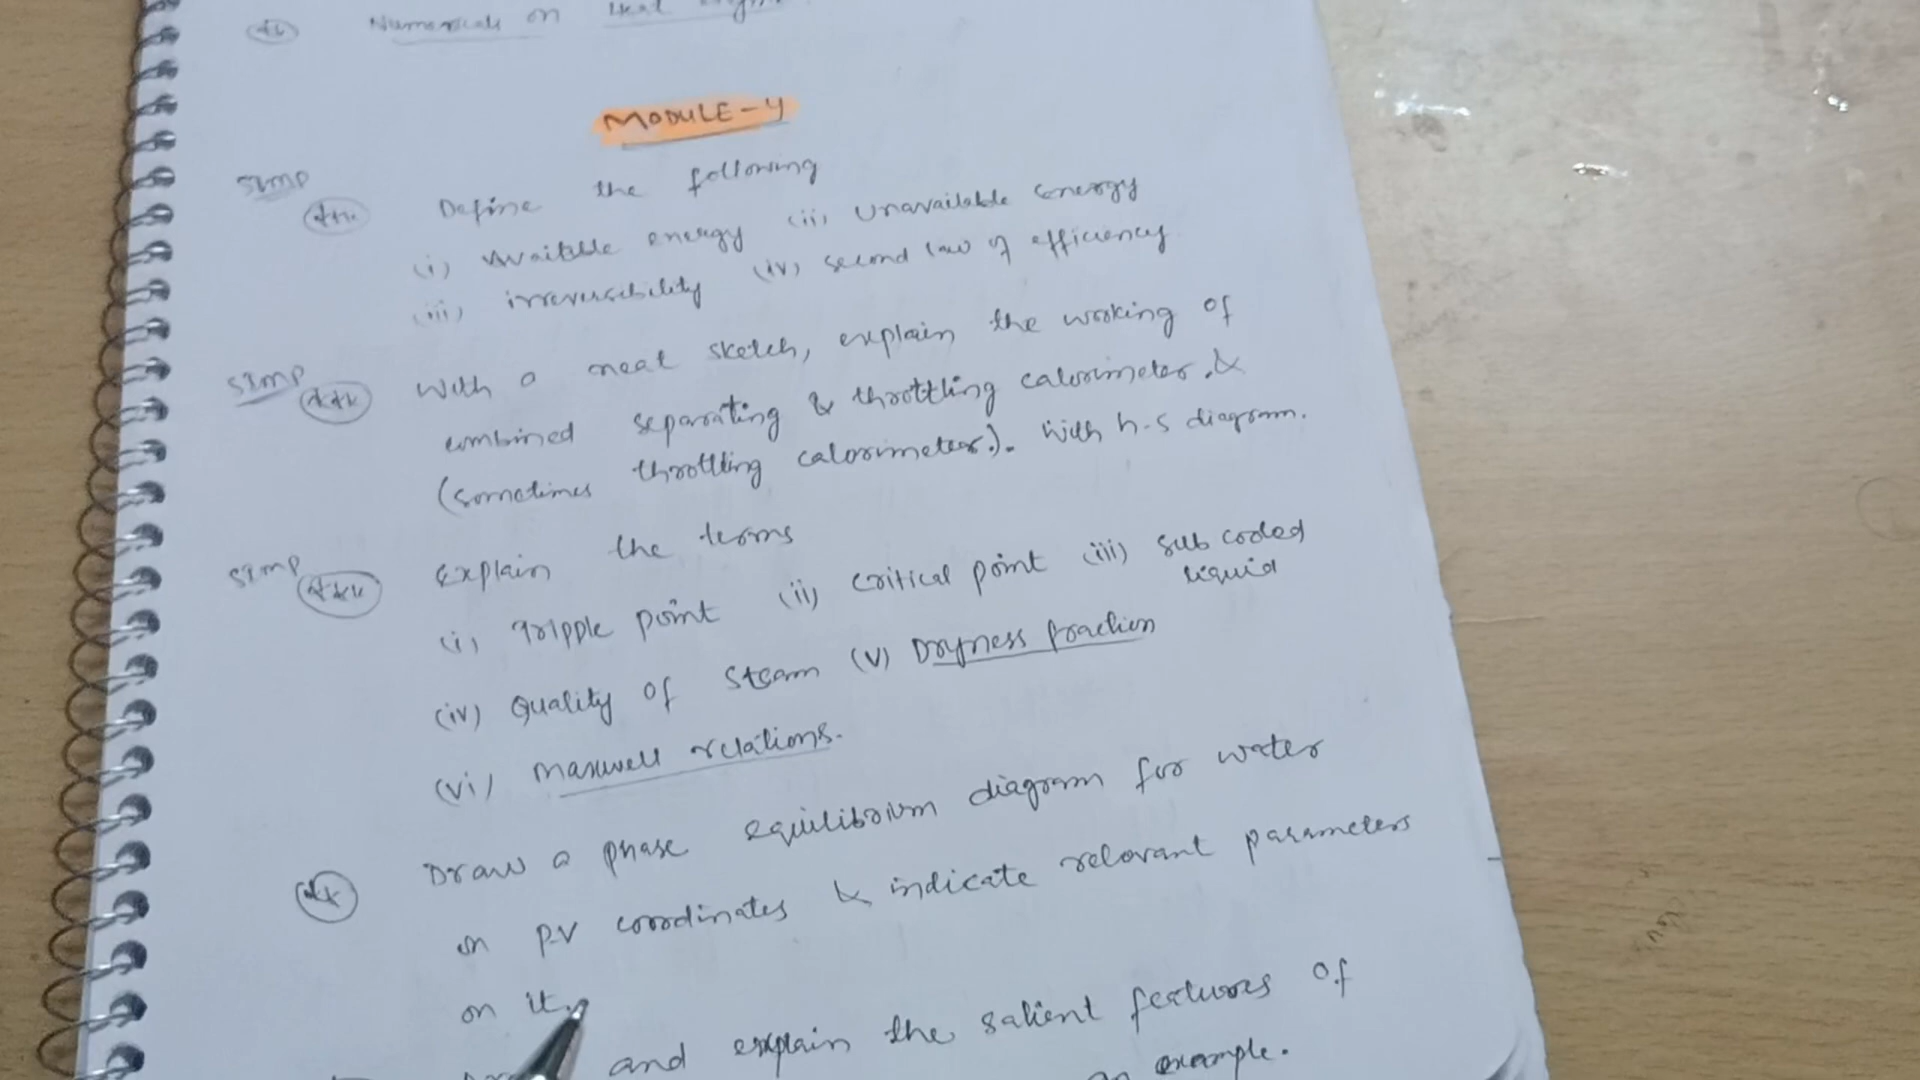 Numericals on Heat
MODULE-4
SIMP Define the following
(i) Availble energy (ii) Unavailable energy
(iii) irreversibility (iv) second law of efficiency
SIMP With a neat sketch, explain the working of
combined separating & throttling calorimeter. &
(sometimes throttling calorimeter). With h-s diagram.
SIMP Explain the terms
(i) Tripple point (ii) critical point (iii) sub cooled
liquid
(iv) Quality of steam (v) Dryness fraction
(vi) Maxwell relations.
Draw a phase equilibrium diagram for water
on P-V coordinates & indicate relevant parameters
on it.
and explain the salient features of
example.